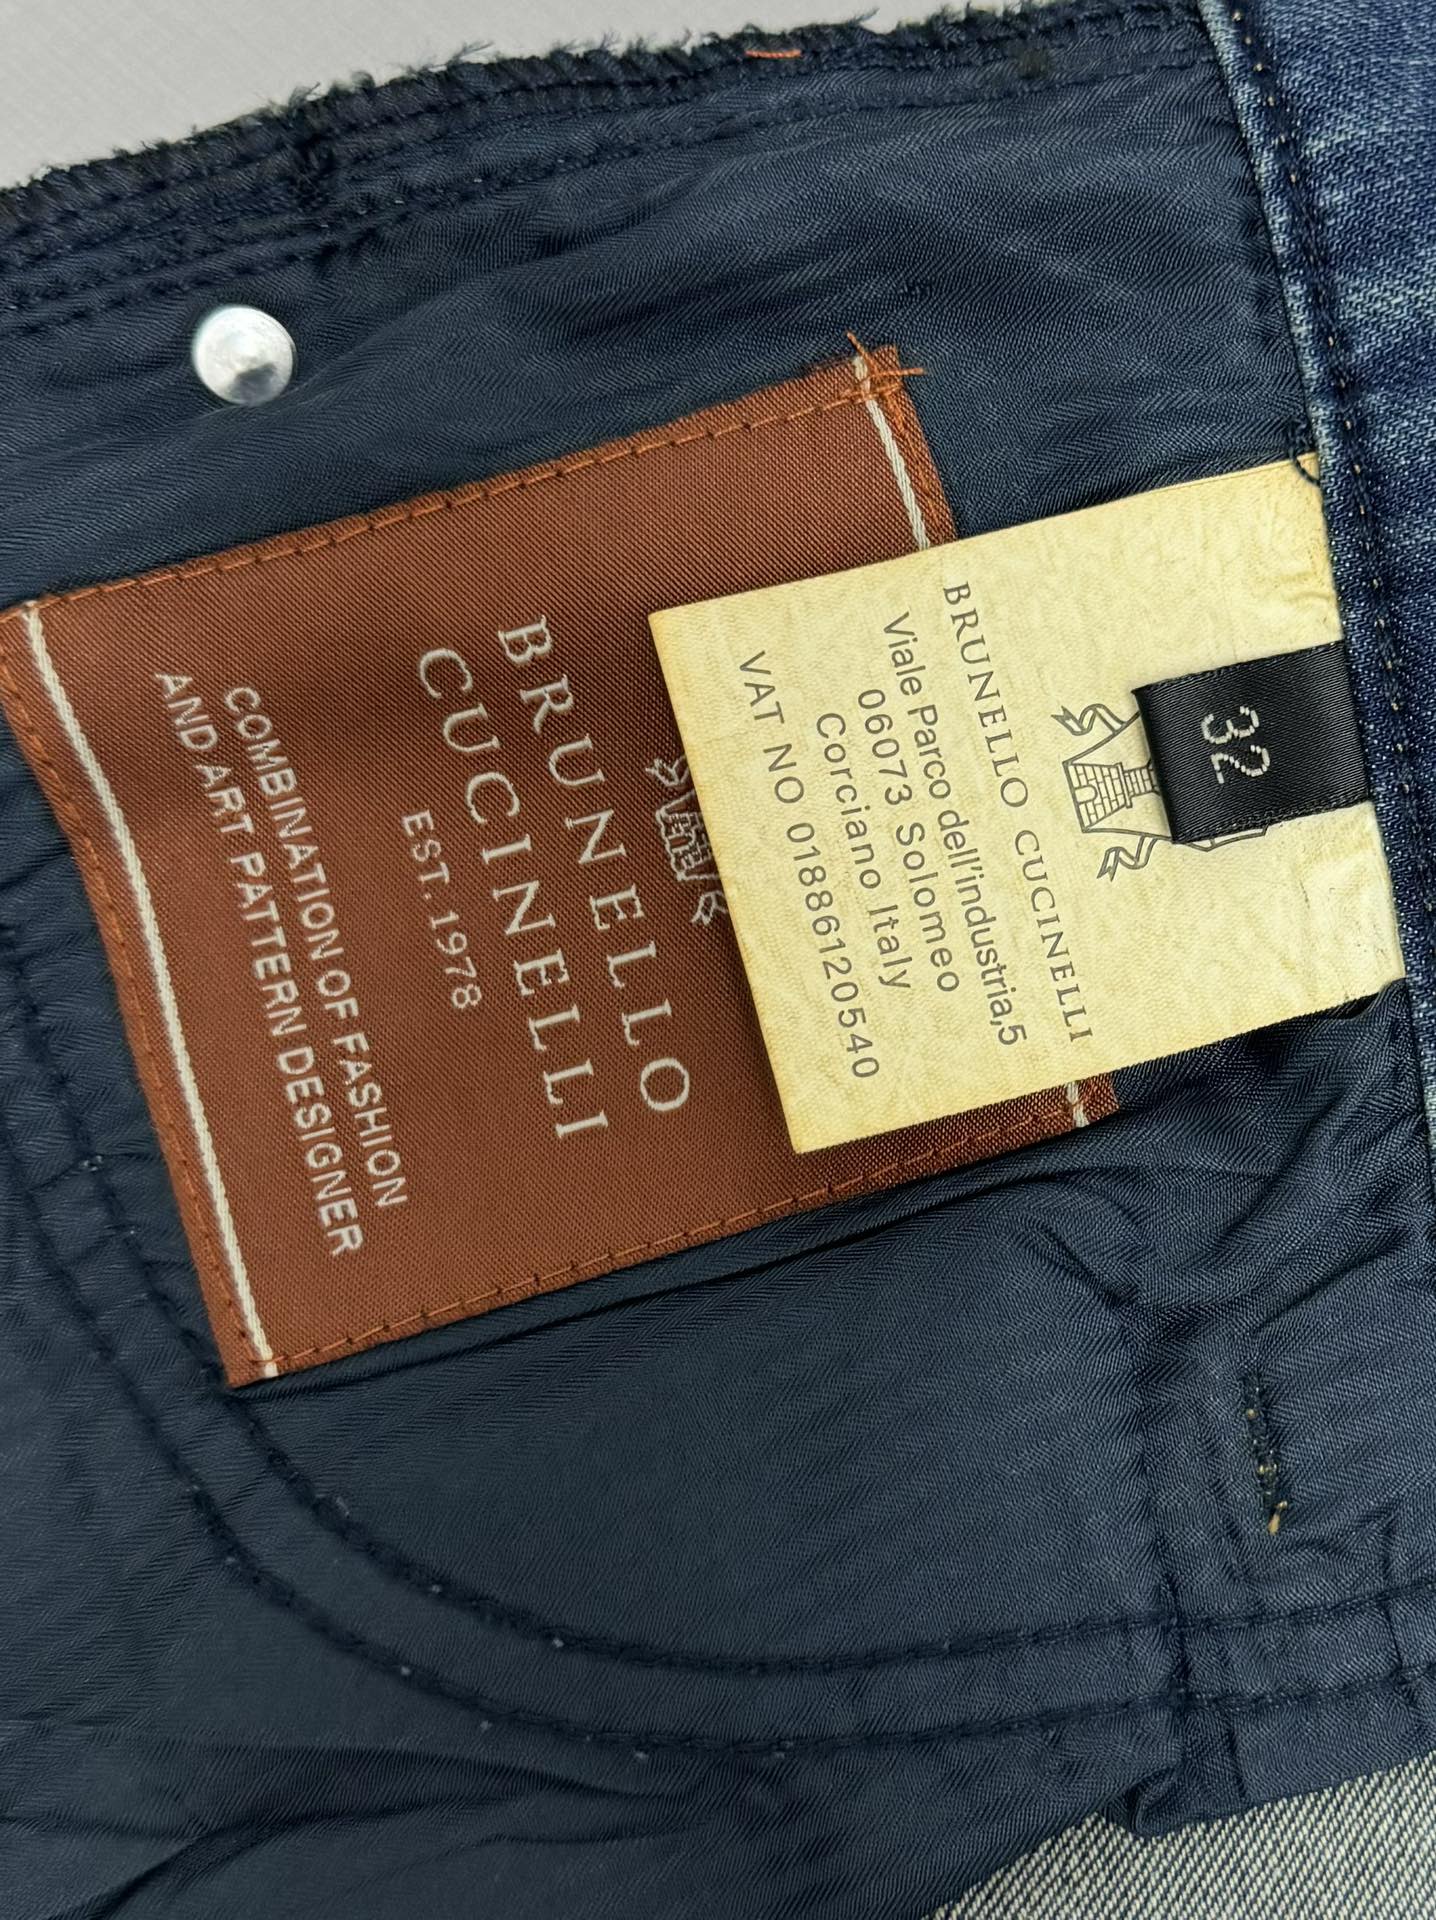 32
BRUNELLO CUCINELLI
Viale Parco dell'industria,5
06073 Solomeo
Corciano Italy
VAT NO 01886120540
BRUNELLO
CUCINELLI
EST.1978
COMBINATION OF FASHION
AND ART PATTERN DESIGNER